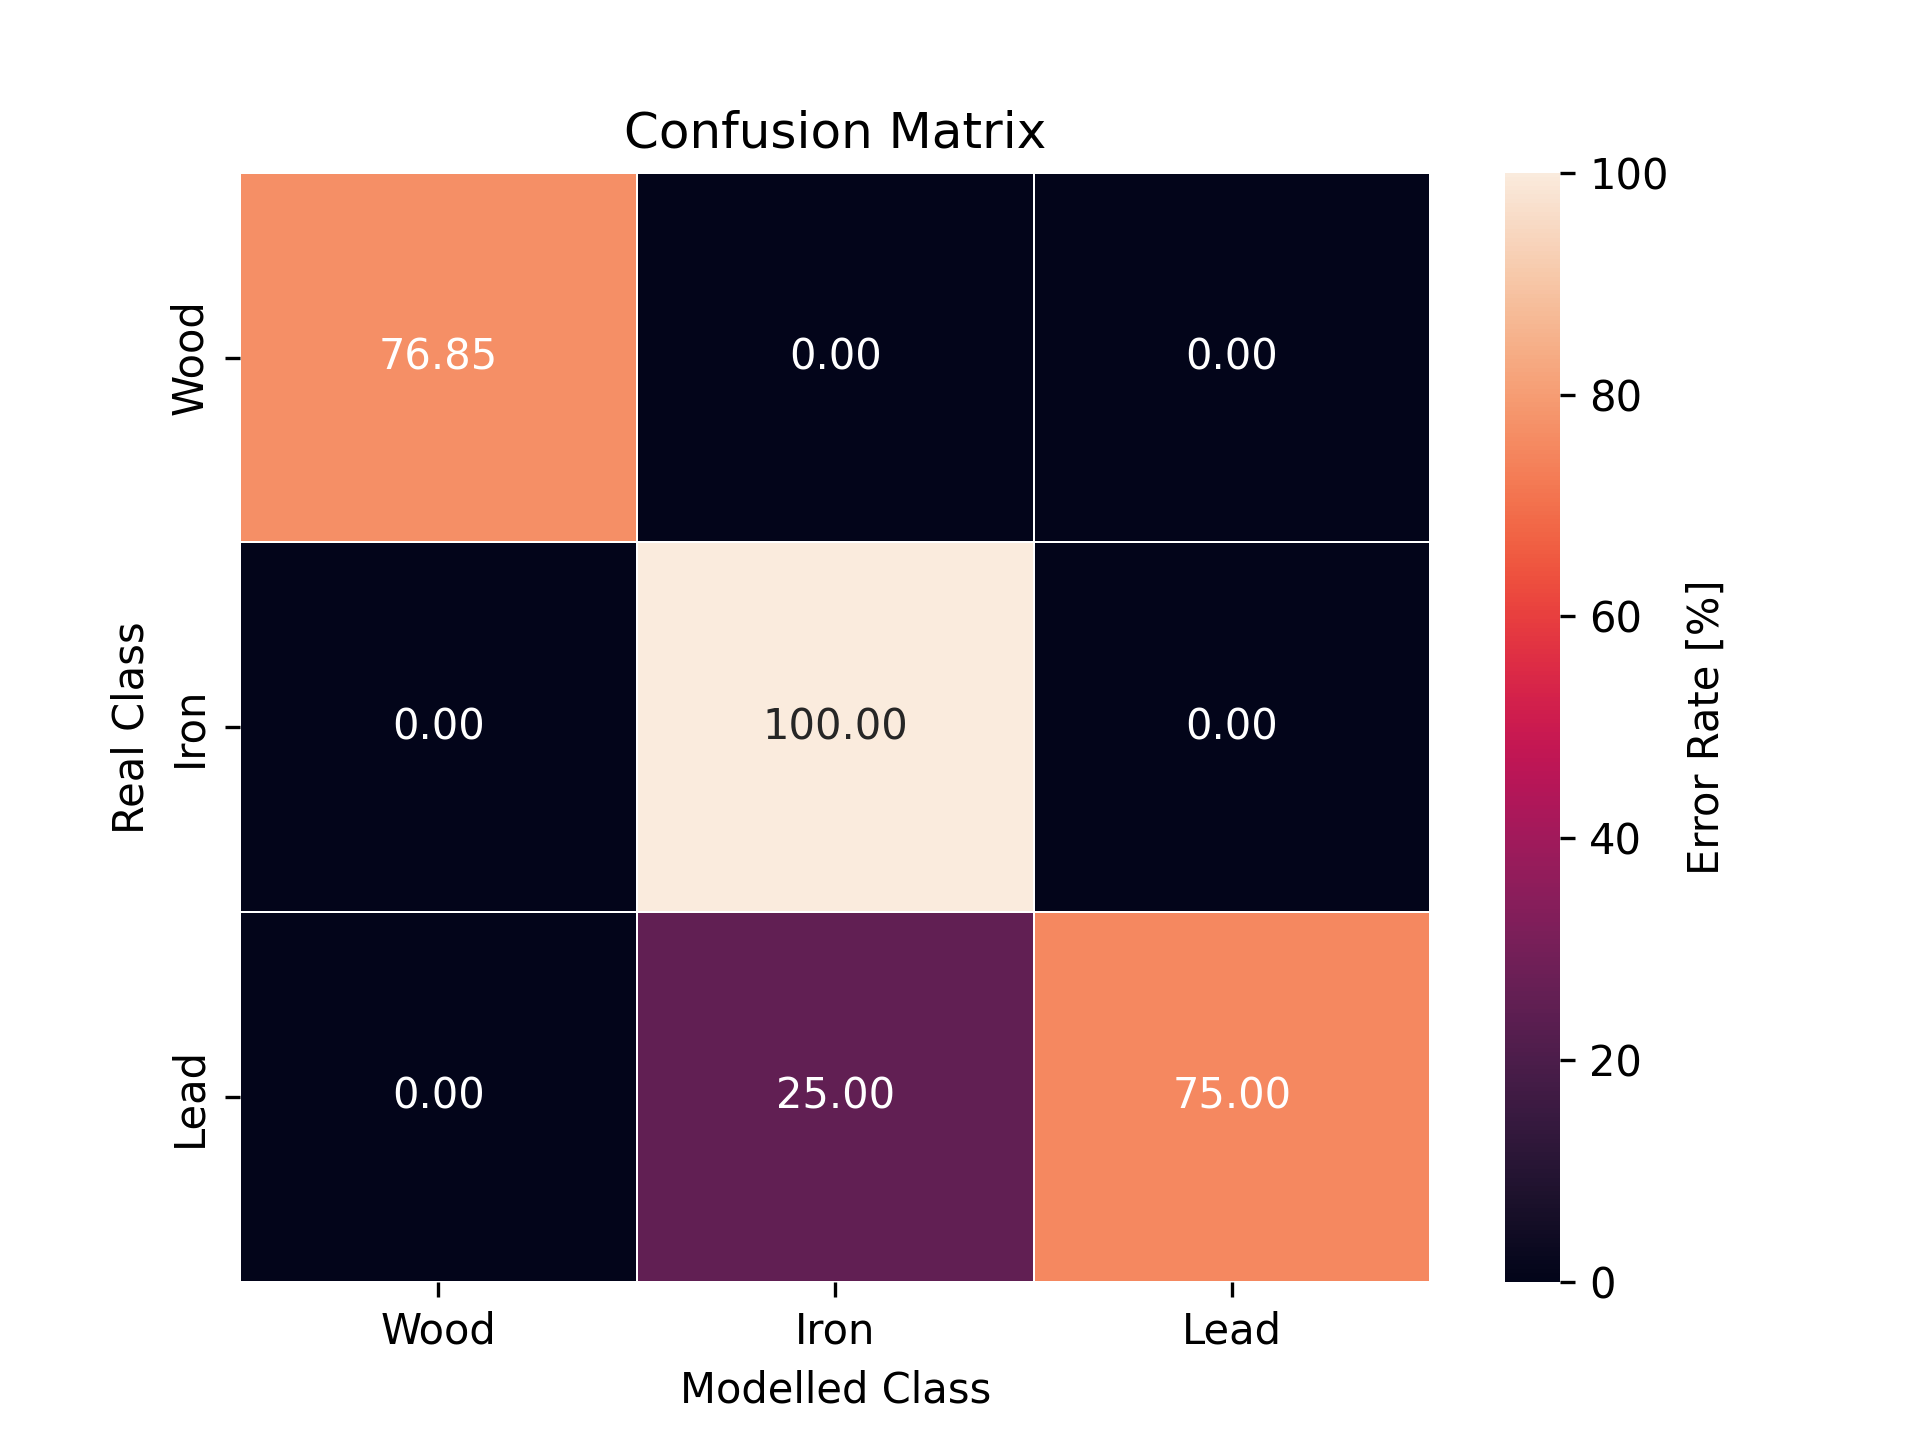 Confusion Matrix
Real Class
Wood
Iron
Lead
76.85 0.00 0.00
0.00 100.00 0.00
0.00 25.00 75.00
Wood Iron Lead
Modelled Class
100
80
60
40
20
0
Error Rate [%]